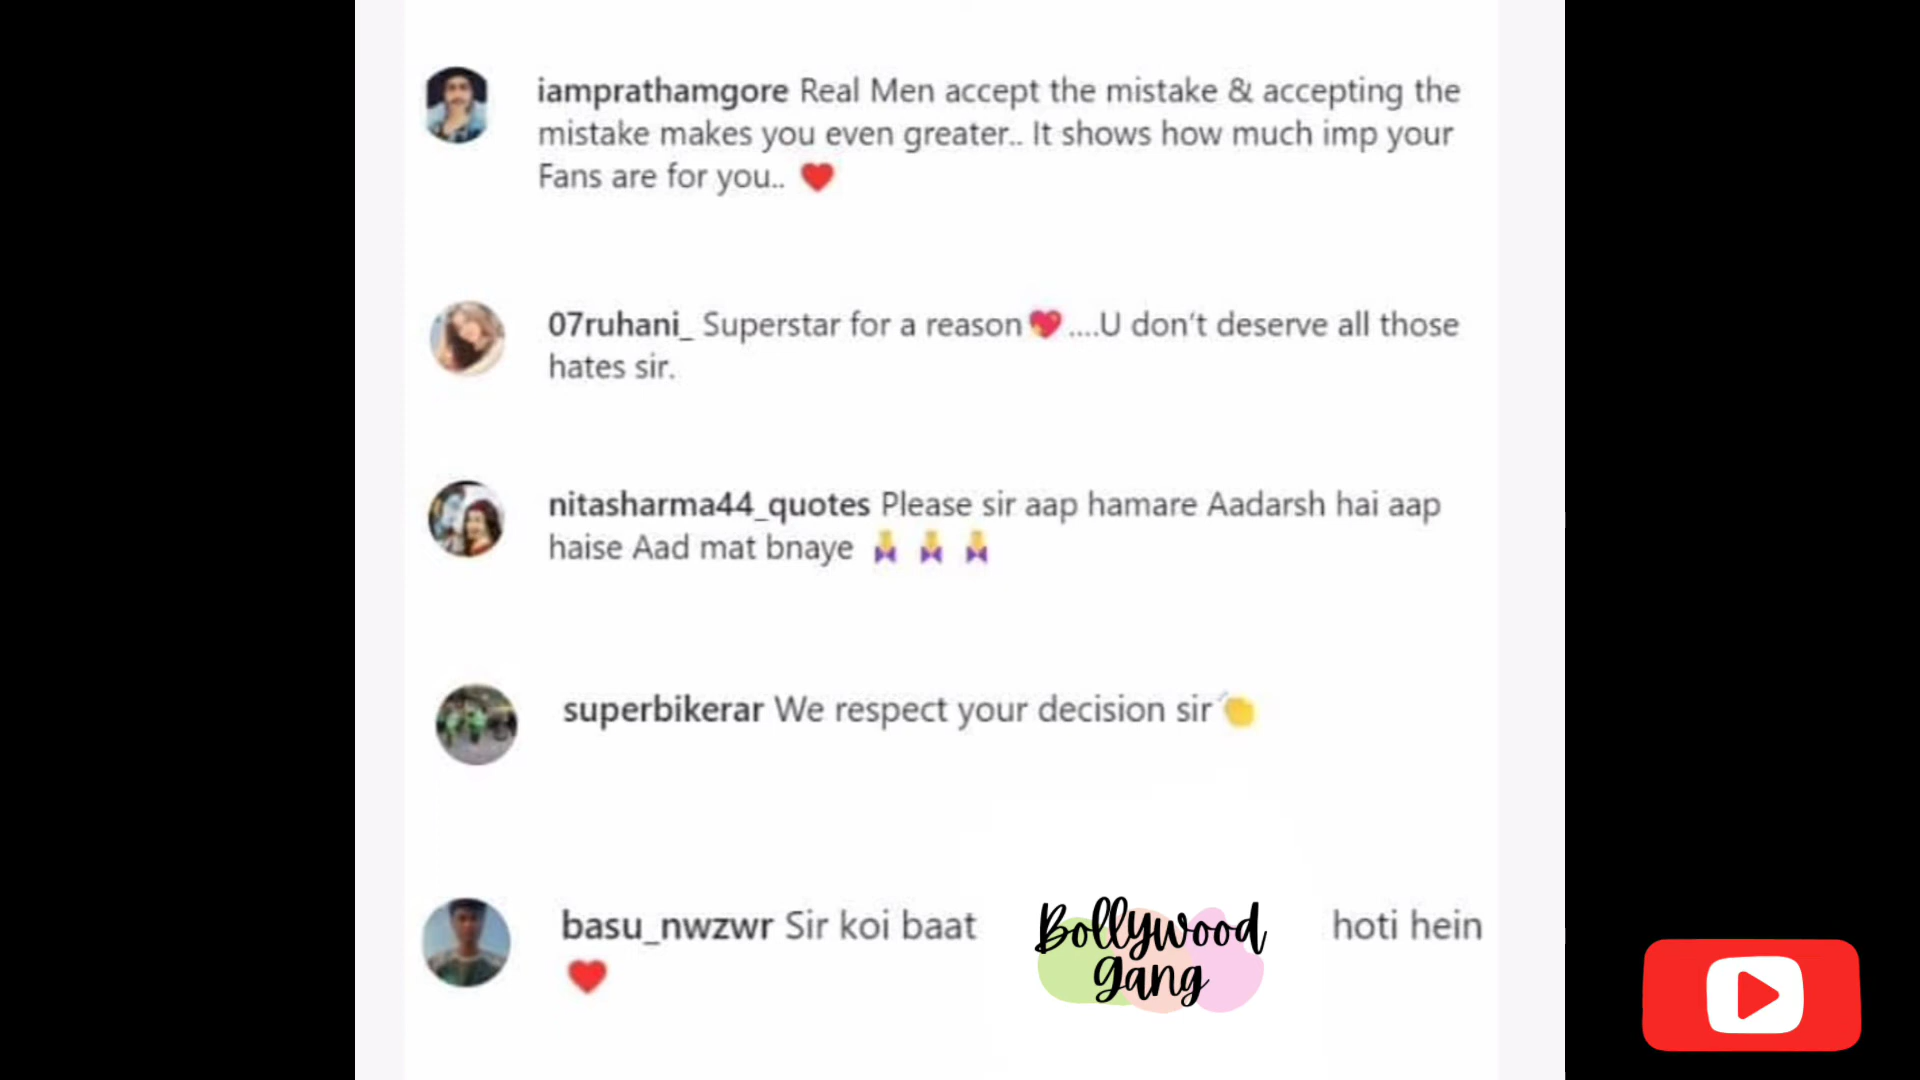 iamprathamgore Real Men accept the mistake & accepting the
mistake makes you even greater.. It shows how much imp your
Fans are for you.. ❤️
07ruhani_ Superstar for a reason💖....U don't deserve all those
hates sir.
nitasharma44_quotes Please sir aap hamare Aadarsh hai aap
haise Aad mat bnaye 🙏 🙏 🙏
superbikerar We respect your decision sir👏
basu_nwzwr Sir koi baat hoti hein
❤️
Bollywood
gang